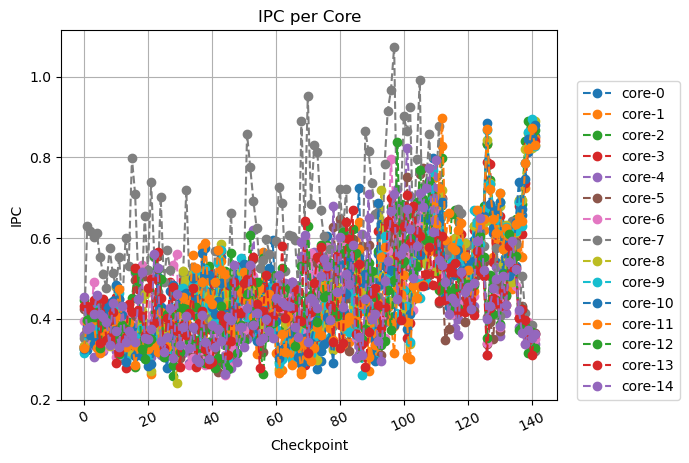 IPC per Core
IPC
1.0
0.8
0.6
0.4
0.2
0
20
40
60
80
100
120
140
Checkpoint
core-0
core-1
core-2
core-3
core-4
core-5
core-6
core-7
core-8
core-9
core-10
core-11
core-12
core-13
core-14